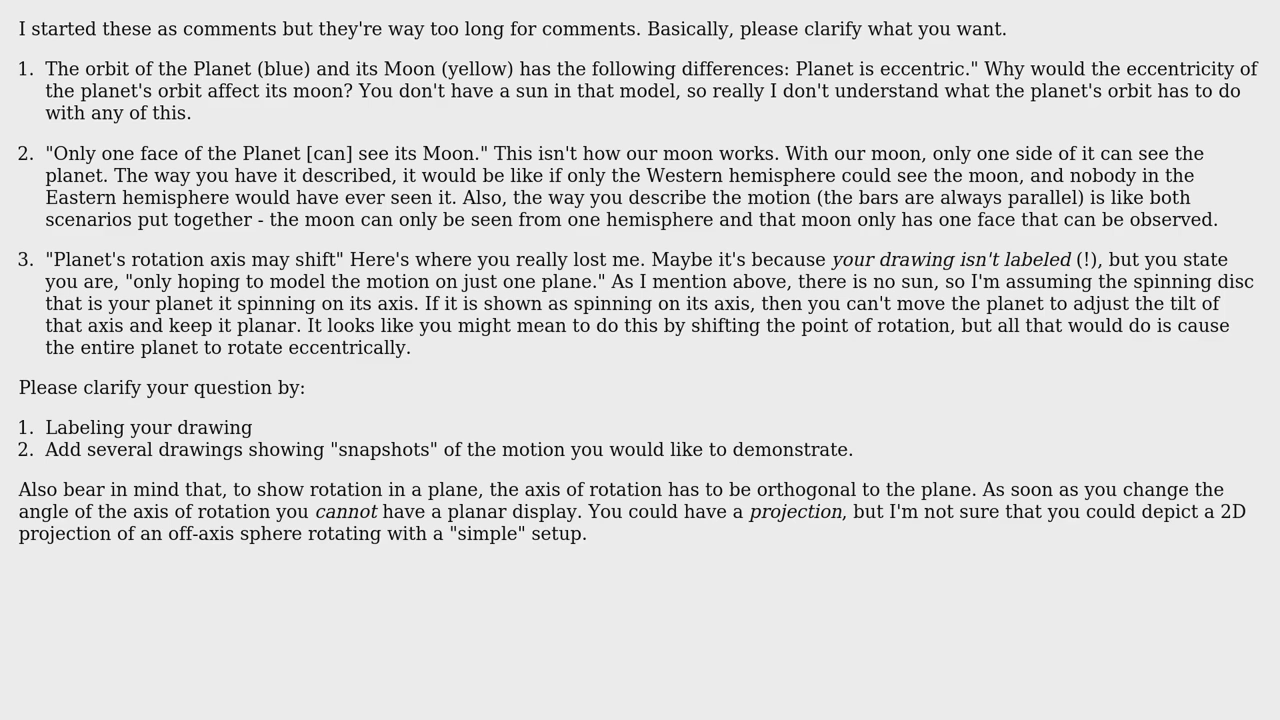 I started these as comments but they're way too long for comments. Basically, please clarify what you want.
1. The orbit of the Planet (blue) and its Moon (yellow) has the following differences: Planet is eccentric." Why would the eccentricity of
the planet's orbit affect its moon? You don't have a sun in that model, so really I don't understand what the planet's orbit has to do
with any of this.
2. "Only one face of the Planet [can] see its Moon." This isn't how our moon works. With our moon, only one side of it can see the
planet. The way you have it described, it would be like if only the Western hemisphere could see the moon, and nobody in the
Eastern hemisphere would have ever seen it. Also, the way you describe the motion (the bars are always parallel) is like both
scenarios put together - the moon can only be seen from one hemisphere and that moon only has one face that can be observed.
3. "Planet's rotation axis may shift" Here's where you really lost me. Maybe it's because your drawing isn't labeled (!), but you state
you are, "only hoping to model the motion on just one plane." As I mention above, there is no sun, so I'm assuming the spinning disc
that is your planet it spinning on its axis. If it is shown as spinning on its axis, then you can't move the planet to adjust the tilt of
that axis and keep it planar. It looks like you might mean to do this by shifting the point of rotation, but all that would do is cause
the entire planet to rotate eccentrically.
Please clarify your question by:
1. Labeling your drawing
2. Add several drawings showing "snapshots" of the motion you would like to demonstrate.
Also bear in mind that, to show rotation in a plane, the axis of rotation has to be orthogonal to the plane. As soon as you change the
angle of the axis of rotation you cannot have a planar display. You could have a projection, but I'm not sure that you could depict a 2D
projection of an off-axis sphere rotating with a "simple" setup.